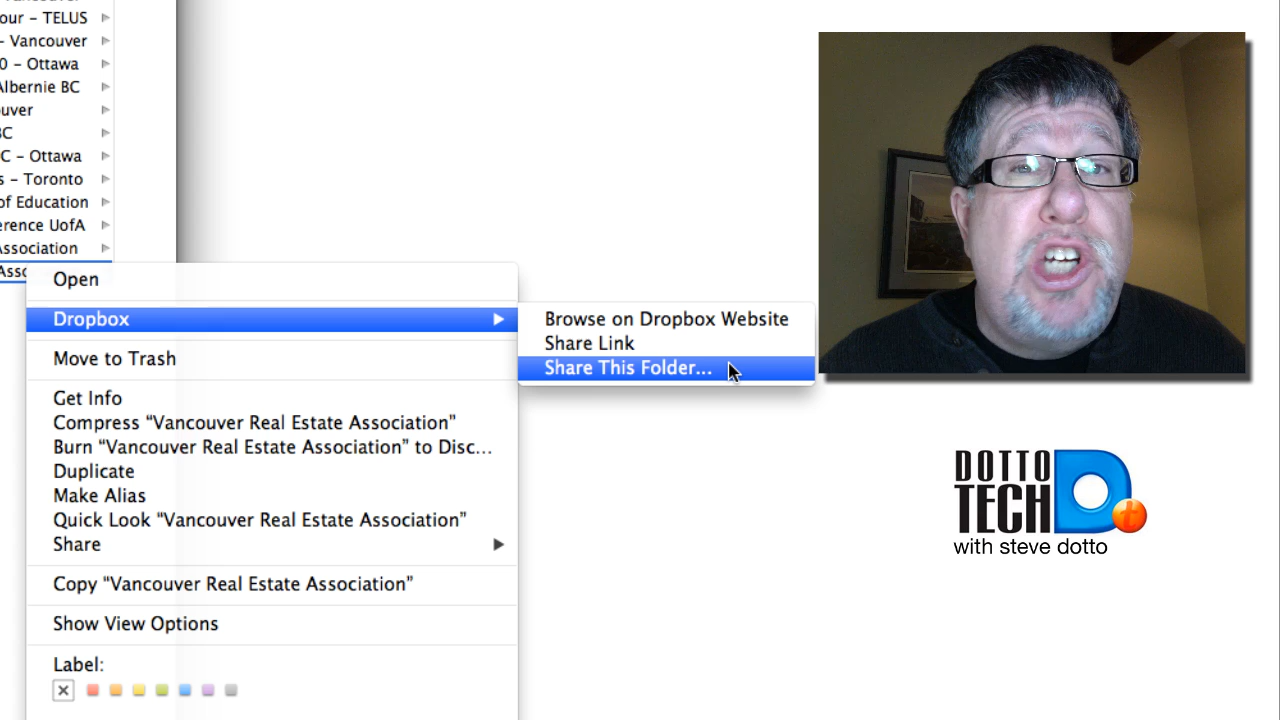 our – TELUS
– Vancouver
0 – Ottawa
Albernie BC
uver
BC
C – Ottawa
s – Toronto
of Education
erence UofA
Association
Asso
Open
Dropbox
Browse on Dropbox Website
Share Link
Share This Folder...
Move to Trash
Get Info
Compress “Vancouver Real Estate Association”
Burn “Vancouver Real Estate Association” to Disc...
Duplicate
Make Alias
Quick Look “Vancouver Real Estate Association”
Share
Copy “Vancouver Real Estate Association”
Show View Options
Label:
DOTTO
TECH
with steve dotto